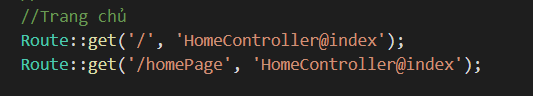 //Trang chủ
Route::get('/', 'HomeController@index');
Route::get('/homePage', 'HomeController@index');